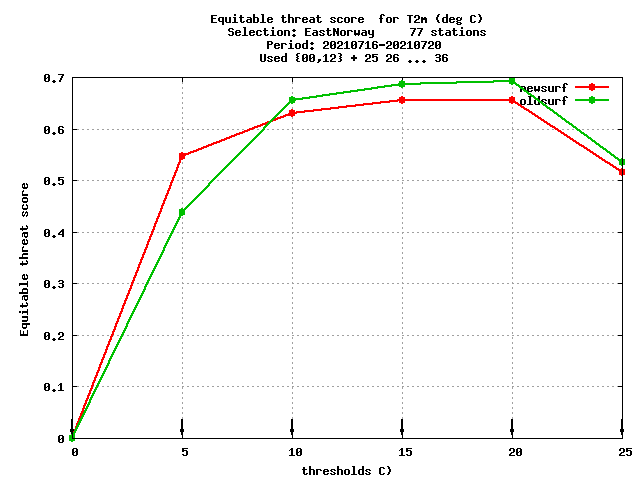 Equitable threat score  for T2m (deg C)
Selection: EastNorway     77 stations
Period: 20210716-20210720
Used {00,12} + 25 26 ... 36
newsurf
oldsurf
Equitable threat score
0.7
0.6
0.5
0.4
0.3
0.2
0.1
0
0 5 10 15 20 25
thresholds C)